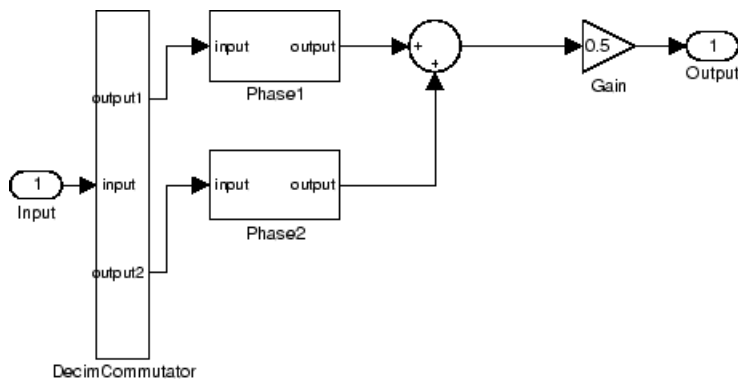 1
Input
output1
input
output2
DecimCommutator
input output
Phase1
input output
Phase2
+
+
0.5
Gain
1
Output